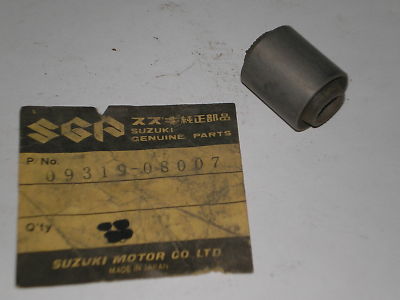 SGP
スズキ純正部品
SUZUKI
GENUINE PARTS
P/No.
09319-08007
Q'ty
SUZUKI MOTOR CO.,LTD.
MADE IN JAPAN